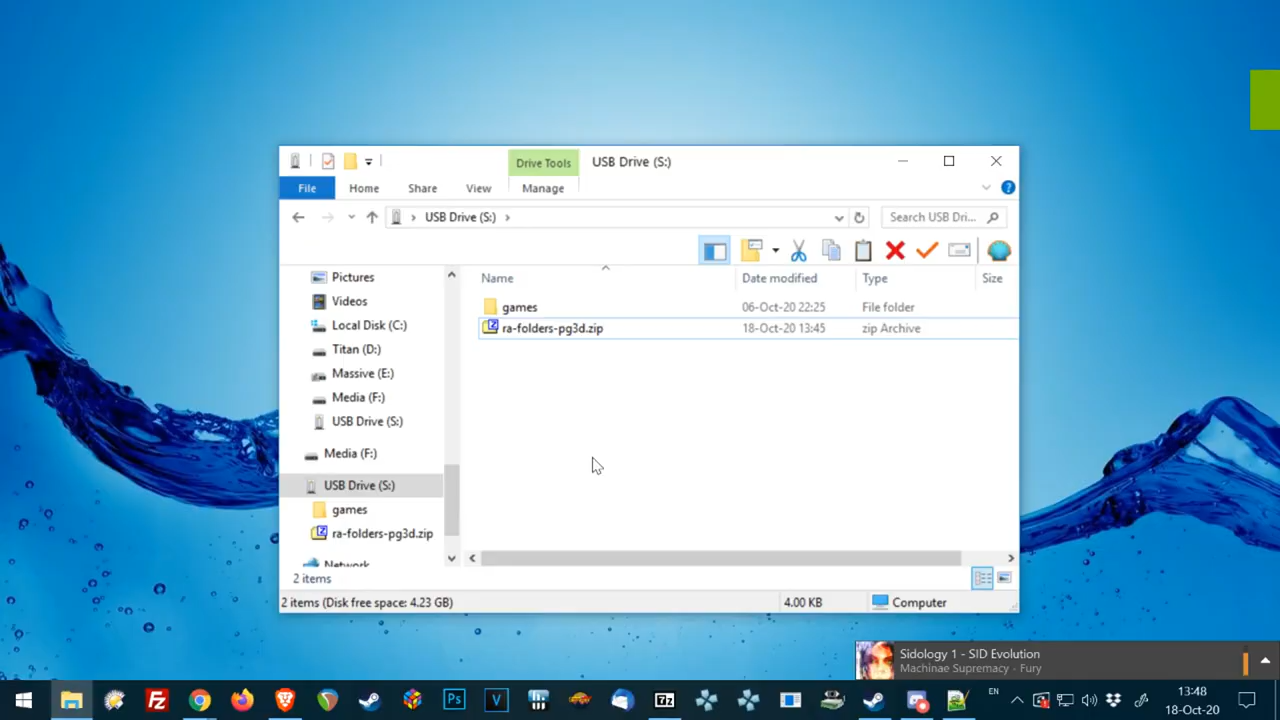 Drive Tools USB Drive (S:)
File Home Share View Manage
USB Drive (S:) Search USB Dri...
Name Date modified Type Size
Pictures
Videos
Local Disk (C:)
Titan (D:)
Massive (E:)
Media (F:)
USB Drive (S:)
Media (F:)
USB Drive (S:)
games
ra-folders-pg3d.zip
Network
games 06-Oct-20 22:25 File folder
ra-folders-pg3d.zip 18-Oct-20 13:45 zip Archive
2 items
2 items (Disk free space: 4.23 GB) 4.00 KB Computer
Sidology 1 - SID Evolution
Machinae Supremacy - Fury
Fz Ps V 7z EN 13:48
18-Oct-20